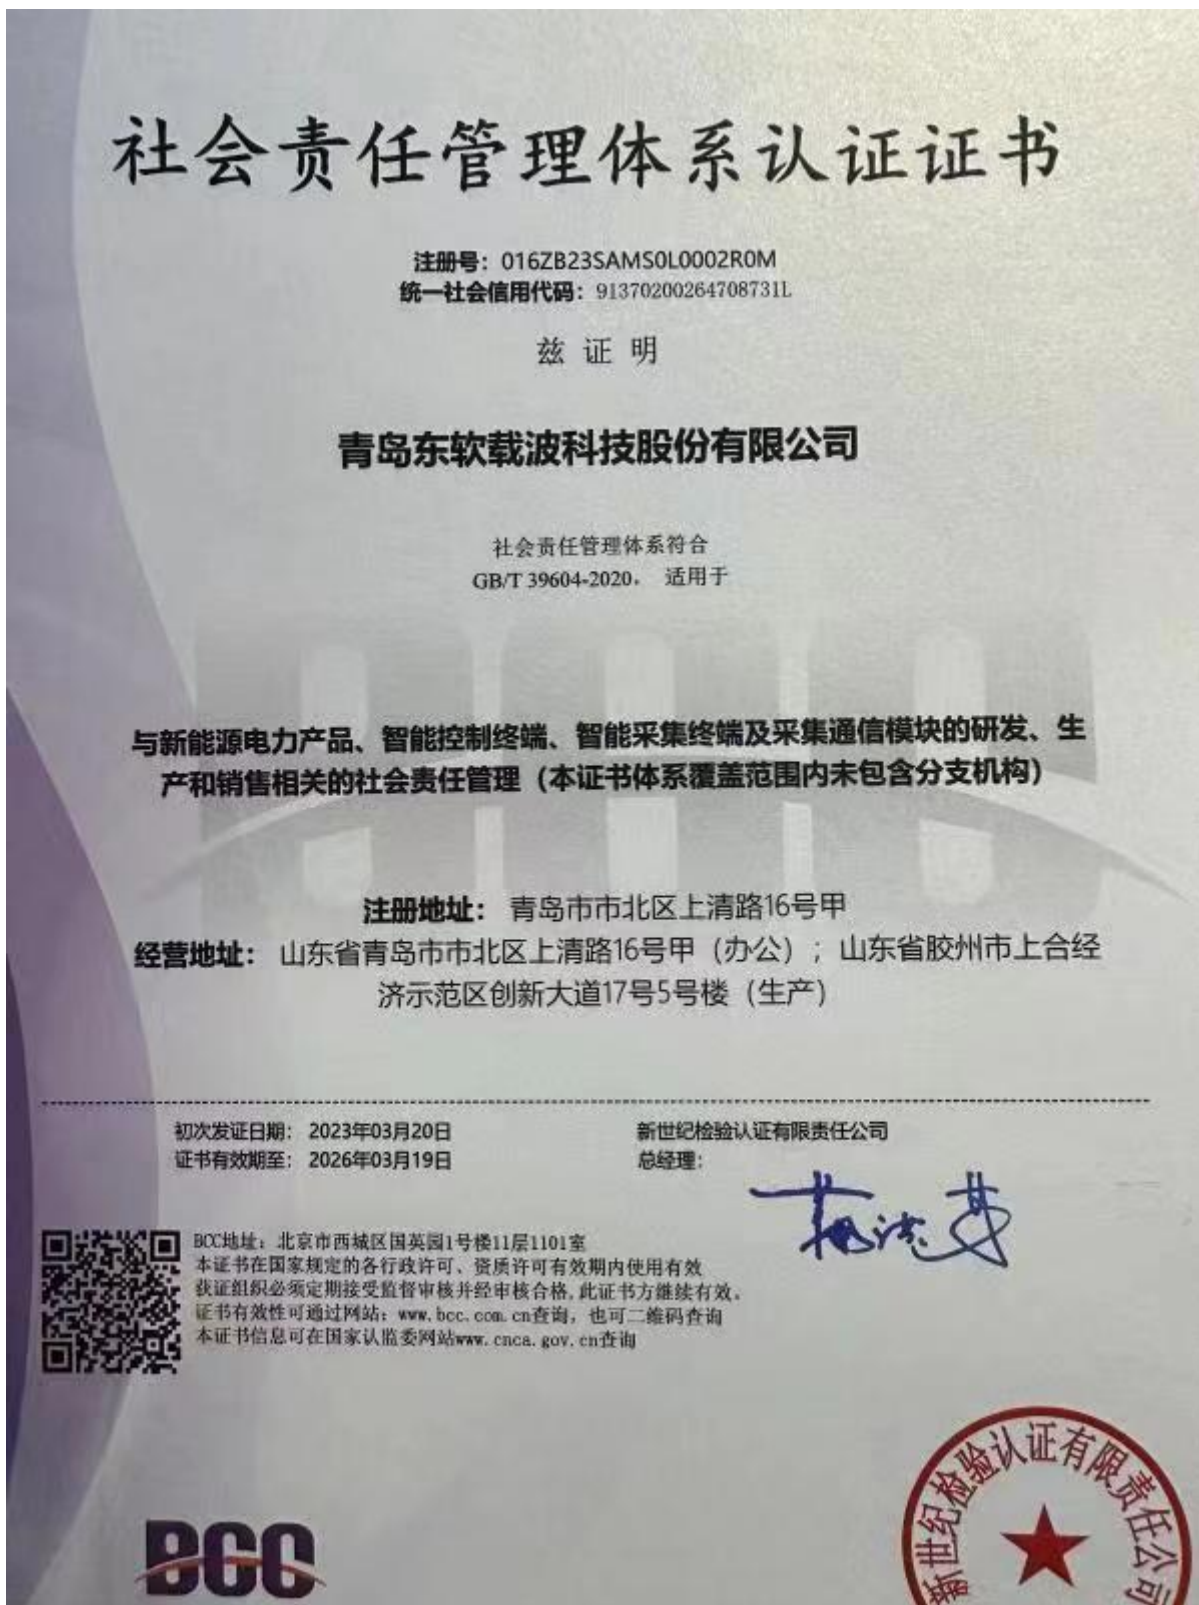 社会责任管理体系认证证书
注册号：016ZB23SAMS0L0002R0M
统一社会信用代码：91370200264708731L
兹证明
青岛东软载波科技股份有限公司
社会责任管理体系符合
GB/T 39604-2020， 适用于
与新能源电力产品、智能控制终端、智能采集终端及采集通信模块的研发、生
产和销售相关的社会责任管理（本证书体系覆盖范围内未包含分支机构）
注册地址： 青岛市市北区上清路16号甲
经营地址： 山东省青岛市市北区上清路16号甲（办公）；山东省胶州市上合经
济示范区创新大道17号5号楼（生产）
初次发证日期： 2023年03月20日
证书有效期至： 2026年03月19日
新世纪检验认证有限责任公司
总经理：
BCC地址：北京市西城区国英园1号楼11层1101室
本证书在国家规定的各行政许可、资质许可有效期内使用有效
获证组织必须定期接受监督审核并经审核合格,此证书方继续有效。
证书有效性可通过网站：www.bcc.com.cn查询，也可二维码查询
本证书信息可在国家认监委网站www.cnca.gov.cn查询
BCC
新世纪检验认证有限责任公司